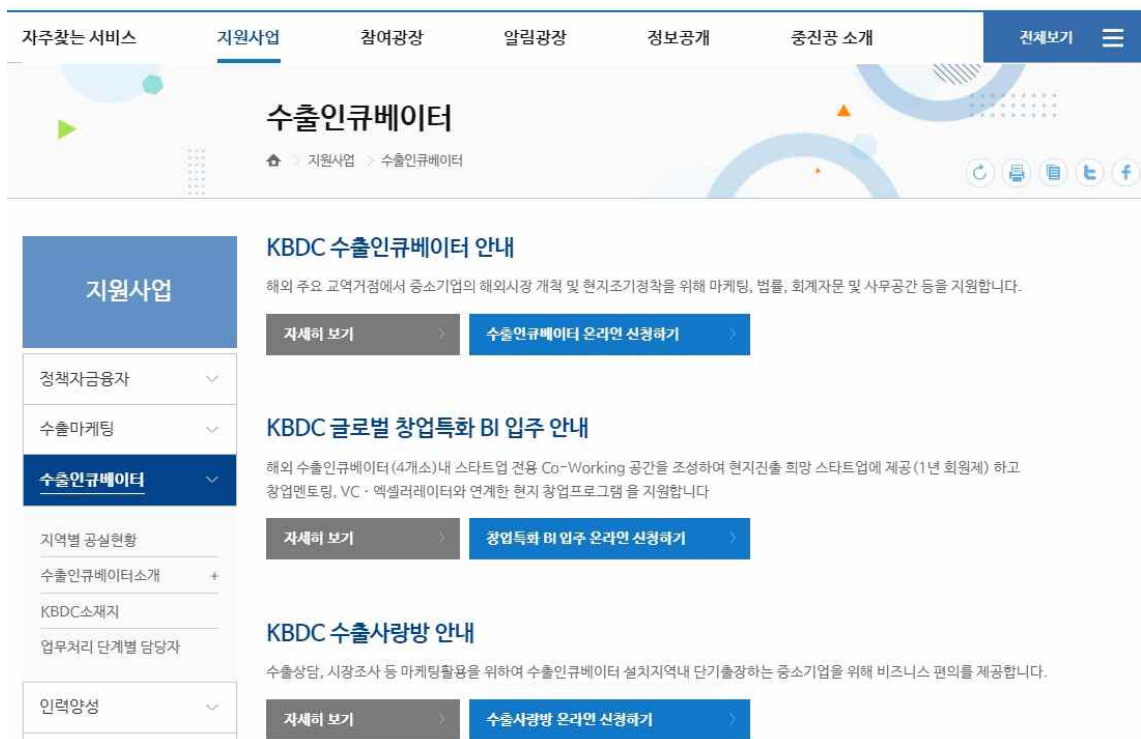 자주찾는 서비스 지원사업 참여광장 알림광장 정보공개 중진공 소개 전체보기
수출인큐베이터
지원사업 > 수출인큐베이터
지원사업
정책자금융자
수출마케팅
수출인큐베이터
지역별 공실현황
수출인큐베이터소개 +
KBDC소재지
업무처리 단계별 담당자
인력양성
KBDC 수출인큐베이터 안내
해외 주요 교역거점에서 중소기업의 해외시장 개척 및 현지조기정착을 위해 마케팅, 법률, 회계자문 및 사무공간 등을 지원합니다.
자세히 보기 > 수출인큐베이터 온라인 신청하기 >
KBDC 글로벌 창업특화 BI 입주 안내
해외 수출인큐베이터(4개소)내 스타트업 전용 Co-Working 공간을 조성하여 현지진출 희망 스타트업에 제공(1년 회원제) 하고
창업멘토링, VC · 엑셀러레이터와 연계한 현지 창업프로그램 을 지원합니다
자세히 보기 > 창업특화 BI 입주 온라인 신청하기 >
KBDC 수출사랑방 안내
수출상담, 시장조사 등 마케팅활용을 위하여 수출인큐베이터 설치지역내 단기출장하는 중소기업을 위해 비즈니스 편의를 제공합니다.
자세히 보기 > 수출사랑방 온라인 신청하기 >